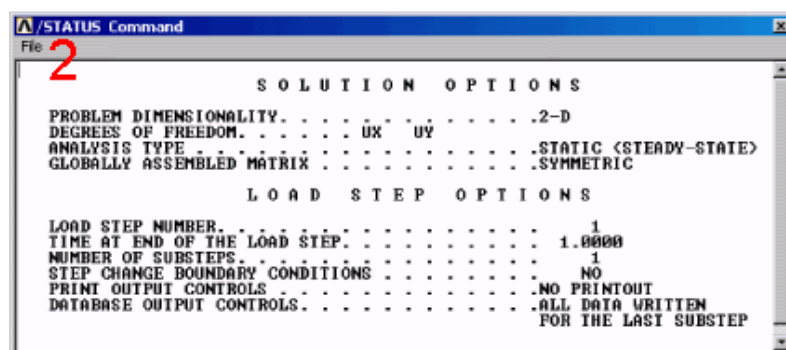 /STATUS Command
File 2
S O L U T I O N   O P T I O N S
PROBLEM DIMENSIONALITY. . . . . . . . . . . . .2-D
DEGREES OF FREEDOM. . . . . . UX   UY
ANALYSIS TYPE . . . . . . . . . . . . . . . . .STATIC (STEADY-STATE)
GLOBALLY ASSEMBLED MATRIX . . . . . . . . . . .SYMMETRIC
L O A D   S T E P   O P T I O N S
LOAD STEP NUMBER. . . . . . . . . . . . . . . .     1
TIME AT END OF THE LOAD STEP. . . . . . . . . .  1.0000
NUMBER OF SUBSTEPS. . . . . . . . . . . . . . .     1
STEP CHANGE BOUNDARY CONDITIONS . . . . . . . .    NO
PRINT OUTPUT CONTROLS . . . . . . . . . . . . .NO PRINTOUT
DATABASE OUTPUT CONTROLS. . . . . . . . . . . .ALL DATA WRITTEN
FOR THE LAST SUBSTEP